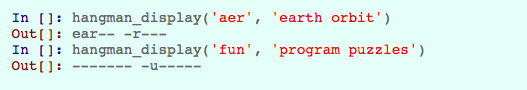 In []: hangman_display('aer', 'earth orbit')
Out[]: ear-- -r---
In []: hangman_display('fun', 'program puzzles')
Out[]: ------- -u-----